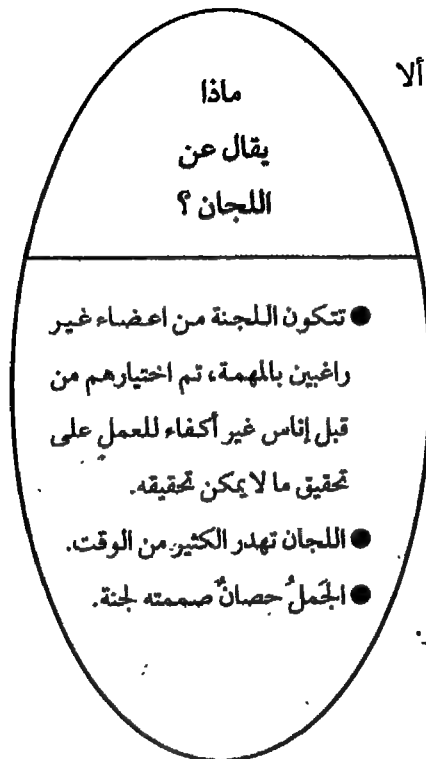 ألا
ماذا
يقال عن
اللجان ؟
● تتكون اللجنة من اعضاء غير
راغبين بالمهمة، تم اختيارهم من
قبل إناس غير أكفاء للعمل على
تحقيق ما لا يمكن تحقيقه.
● اللجان تهدر الكثير من الوقت.
● الجَملُ حصانٌ صممته لجنة.